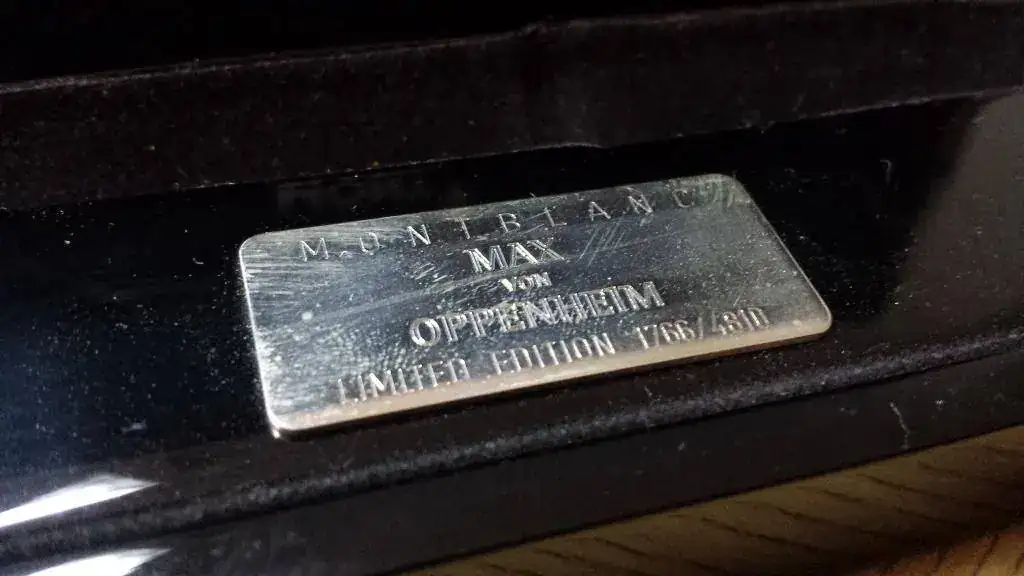 MONTBLANC
MAX
VON
OPPENHEIM
LIMITED EDITION 1766/4810